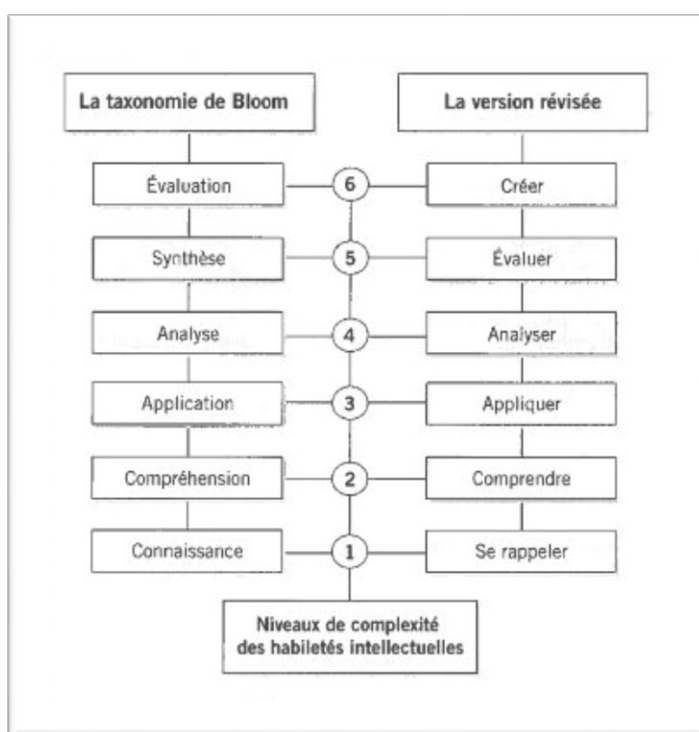 La taxonomie de Bloom
La version révisée
Évaluation
6
Créer
Synthèse
5
Évaluer
Analyse
4
Analyser
Application
3
Appliquer
Compréhension
2
Comprendre
Connaissance
1
Se rappeler
Niveaux de complexité
des habiletés intellectuelles